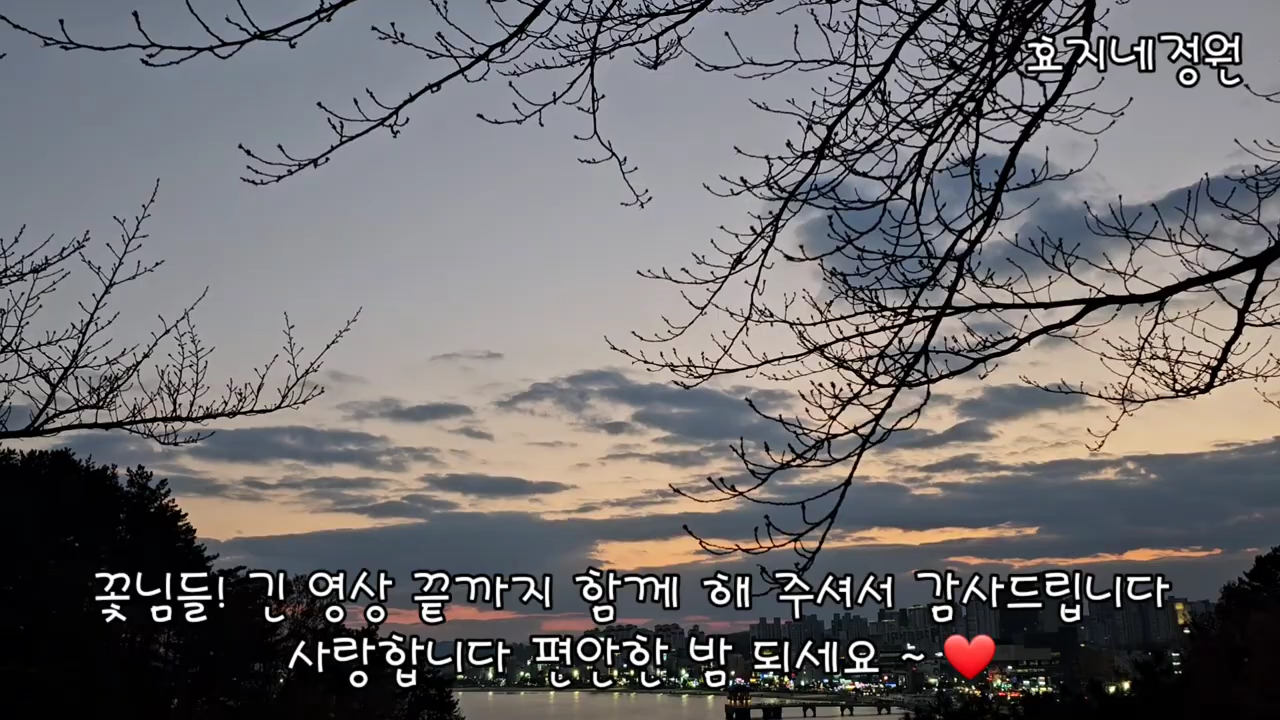 효지네정원
꽃님들! 긴 영상 끝까지 함께 해 주셔서 감사드립니다
사랑합니다 편안한 밤 되세요 ~ ❤️